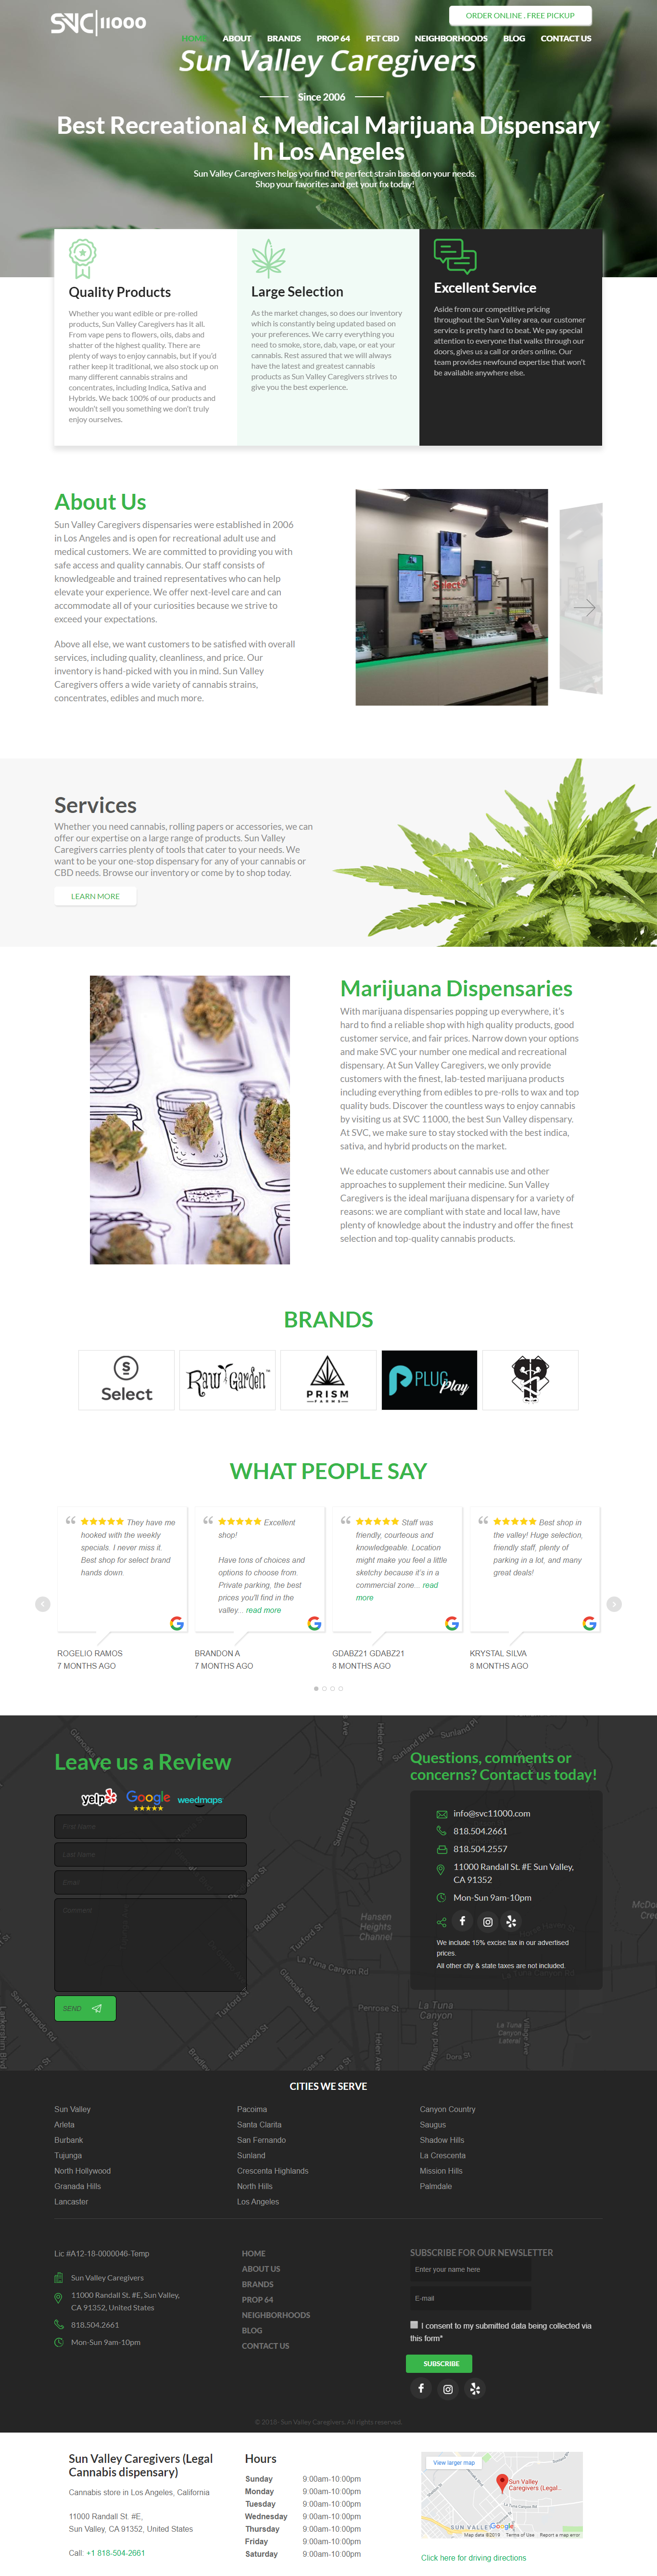 SVC|11000
ORDER ONLINE . FREE PICKUP
HOME ABOUT BRANDS PROP 64 PET CBD NEIGHBORHOODS BLOG CONTACT US
Sun Valley Caregivers
Since 2006
Best Recreational & Medical Marijuana Dispensary
In Los Angeles
Sun Valley Caregivers helps you find the perfect strain based on your needs.
Shop your favorites and get your fix today!
Quality Products
Whether you want edible or pre-rolled
products, Sun Valley Caregivers has it all.
From vape pens to flowers, oils, dabs and
shatter of the highest quality. There are
plenty of ways to enjoy cannabis, but if you'd
rather keep it traditional, we also stock up on
many different cannabis strains and
concentrates, including Indica, Sativa and
Hybrids. We back 100% of our products and
wouldn't sell you something we don't truly
enjoy ourselves.
Large Selection
As the market changes, so does our inventory
which is constantly being updated based on
your preferences. We carry everything you
need to smoke, store, dab, vape, or eat your
cannabis. Rest assured that we will always
have the latest and greatest cannabis
products as Sun Valley Caregivers strives to
give you the best experience.
Excellent Service
Aside from our competitive pricing
throughout the Sun Valley area, our customer
service is pretty hard to beat. We pay special
attention to everyone that walks through our
doors, gives us a call or orders online. Our
team provides newfound expertise that won't
be available anywhere else.
About Us
Sun Valley Caregivers dispensaries were established in 2006
in Los Angeles and is open for recreational adult use and
medical customers. We are committed to providing you with
safe access and quality cannabis. Our staff consists of
knowledgeable and trained representatives who can help
elevate your experience. We offer next-level care and can
accommodate all of your curiosities because we strive to
exceed your expectations.
Above all else, we want customers to be satisfied with overall
services, including quality, cleanliness, and price. Our
inventory is hand-picked with you in mind. Sun Valley
Caregivers offers a wide variety of cannabis strains,
concentrates, edibles and much more.
Select
Services
Whether you need cannabis, rolling papers or accessories, we can
offer our expertise on a large range of products. Sun Valley
Caregivers carries plenty of tools that cater to your needs. We
want to be your one-stop dispensary for any of your cannabis or
CBD needs. Browse our inventory or come by to shop today.
LEARN MORE
Marijuana Dispensaries
With marijuana dispensaries popping up everywhere, it's
hard to find a reliable shop with high quality products, good
customer service, and fair prices. Narrow down your options
and make SVC your number one medical and recreational
dispensary. At Sun Valley Caregivers, we only provide
customers with the finest, lab-tested marijuana products
including everything from edibles to pre-rolls to wax and top
quality buds. Discover the countless ways to enjoy cannabis
by visiting us at SVC 11000, the best Sun Valley dispensary.
At SVC, we make sure to stay stocked with the best indica,
sativa, and hybrid products on the market.
We educate customers about cannabis use and other
approaches to supplement their medicine. Sun Valley
Caregivers is the ideal marijuana dispensary for a variety of
reasons: we are compliant with state and local law, have
plenty of knowledge about the industry and offer the finest
selection and top-quality cannabis products.
BRANDS
S Select
Raw Garden™
PRISM
FARMS
PLUG
Play
WHAT PEOPLE SAY
They have me
hooked with the weekly
specials. I never miss it.
Best shop for select brand
hands down.
ROGELIO RAMOS
7 MONTHS AGO
Excellent
shop!
Have tons of choices and
options to choose from.
Private parking, the best
prices you'll find in the
valley... read more
BRANDON A
7 MONTHS AGO
Staff was
friendly, courteous and
knowledgeable. Location
might make you feel a little
sketchy because it's in a
commercial zone... read
more
GDABZ21 GDABZ21
8 MONTHS AGO
Best shop in
the valley! Huge selection,
friendly staff, plenty of
parking in a lot, and many
great deals!
KRYSTAL SILVA
8 MONTHS AGO
Leave us a Review
yelp Google weedmaps
First Name
Last Name
Email
Comment
SEND
Questions, comments or
concerns? Contact us today!
info@svc11000.com
818.504.2661
818.504.2557
11000 Randall St. #E Sun Valley,
CA 91352
Mon-Sun 9am-10pm
We include 15% excise tax in our advertised
prices.
All other city & state taxes are not included.
Hansen
Heights
Channel
La Tuna Canyon Rd
Penrose St
La Tuna
Canyon
La Tuna
Canyon
Lateral
CITIES WE SERVE
Sun Valley
Arleta
Burbank
Tujunga
North Hollywood
Granada Hills
Lancaster
Pacoima
Santa Clarita
San Fernando
Sunland
Crescenta Highlands
North Hills
Los Angeles
Canyon Country
Saugus
Shadow Hills
La Crescenta
Mission Hills
Palmdale
Lic #A12-18-0000046-Temp
Sun Valley Caregivers
11000 Randall St. #E, Sun Valley,
CA 91352, United States
818.504.2661
Mon-Sun 9am-10pm
HOME
ABOUT US
BRANDS
PROP 64
NEIGHBORHOODS
BLOG
CONTACT US
SUBSCRIBE FOR OUR NEWSLETTER
Enter your name here
E-mail
I consent to my submitted data being collected via
this form*
SUBSCRIBE
© 2018- Sun Valley Caregivers. All rights reserved.
Sun Valley Caregivers (Legal
Cannabis dispensary)
Cannabis store in Los Angeles, California
11000 Randall St. #E,
Sun Valley, CA 91352, United States
Call: +1 818-504-2661
Hours
Sunday 9:00am-10:00pm
Monday 9:00am-10:00pm
Tuesday 9:00am-10:00pm
Wednesday 9:00am-10:00pm
Thursday 9:00am-10:00pm
Friday 9:00am-10:00pm
Saturday 9:00am-10:00pm
View larger map
Sun Valley
Caregivers (Legal...
SUN VALLEY
Google
Map data ©2019 Terms of Use Report a map error
Click here for driving directions